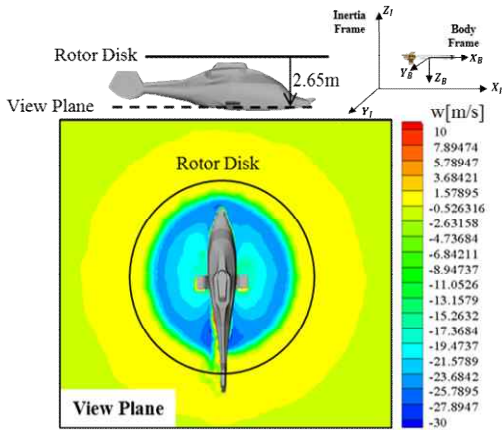 Inertia
Frame
Z_I
Body
Frame
X_B
Y_B
Z_B
X_I
Y_I
Rotor Disk
2.65m
View Plane
w[m/s]
10
7.89474
5.78947
3.68421
1.57895
-0.526316
-2.63158
-4.73684
-6.84211
-8.94737
-11.0526
-13.1579
-15.2632
-17.3684
-19.4737
-21.5789
-23.6842
-25.7895
-27.8947
-30
Rotor Disk
View Plane